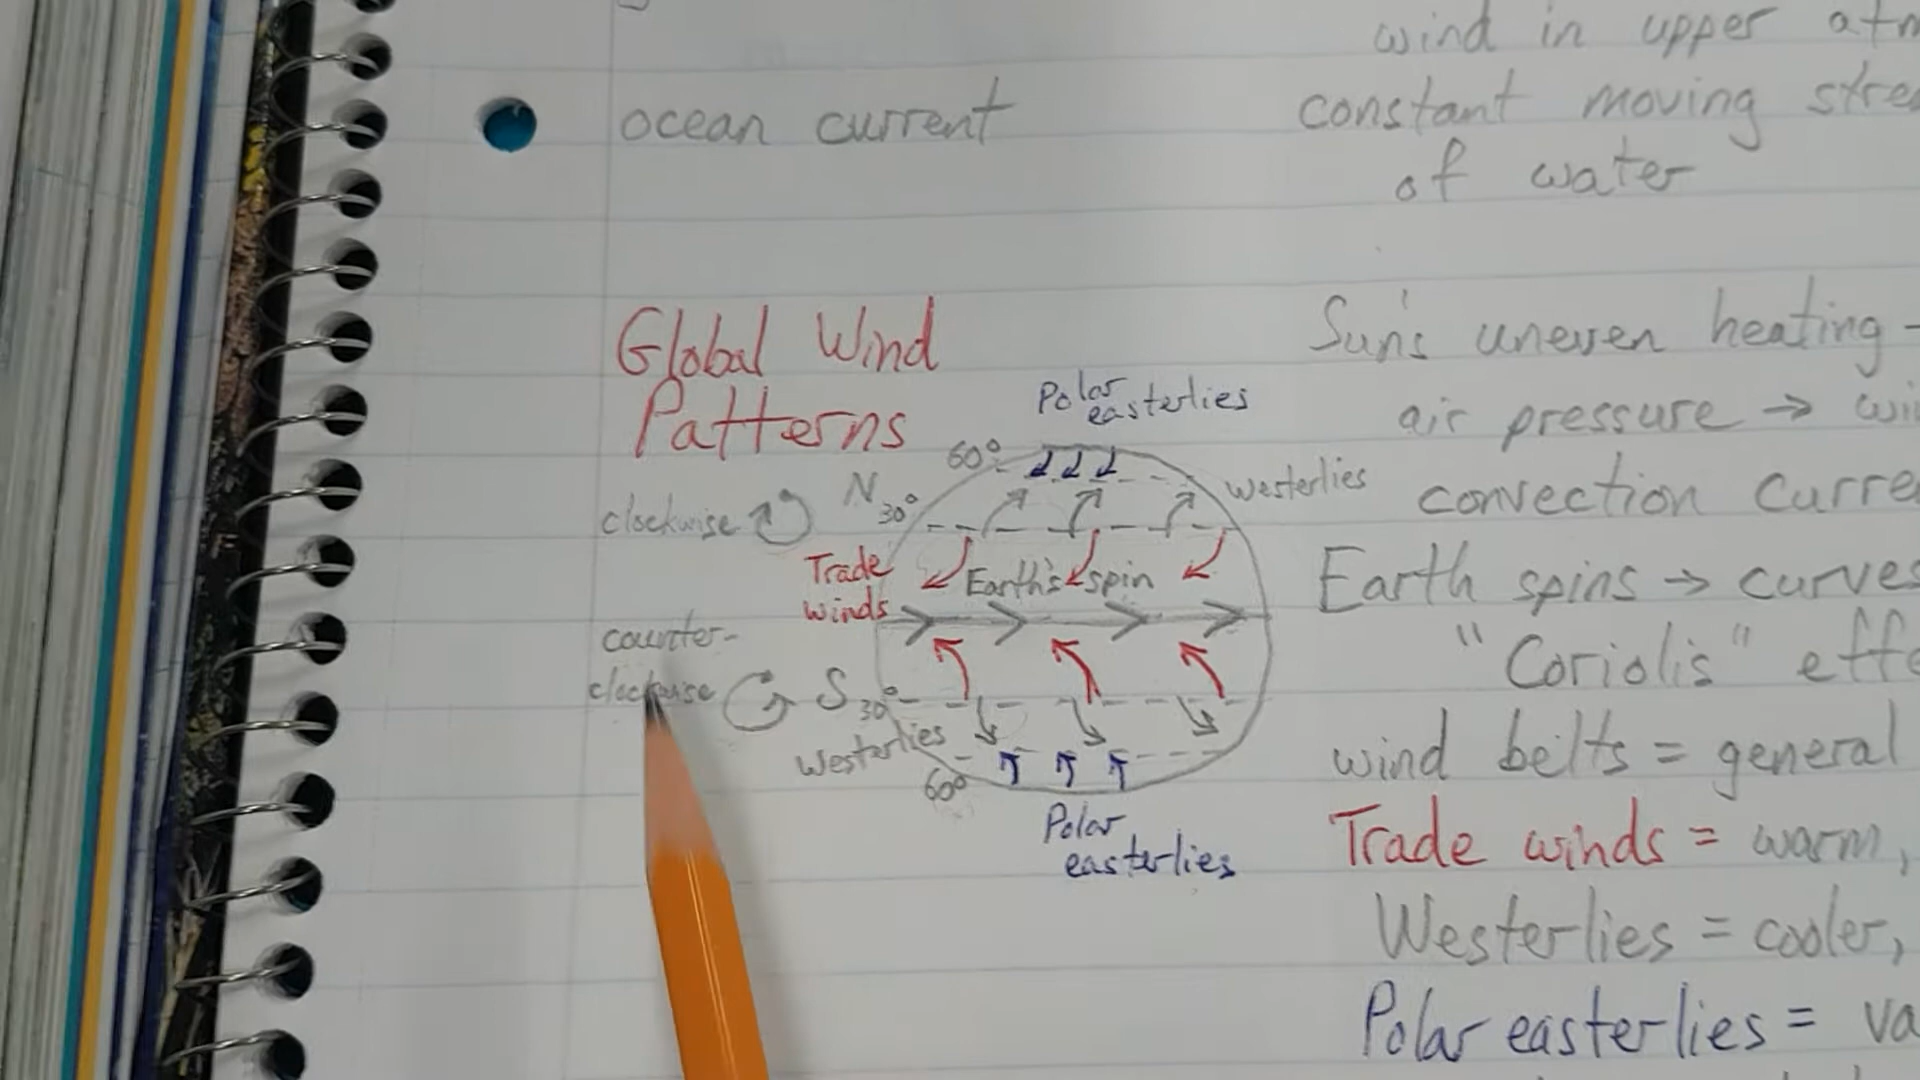 wind in upper
ocean current
constant moving
of water
Global Wind
Patterns
Polar
easterlies
60°
N
30°
Westerlies
clockwise
Trade
winds
Earth's spin
counter-
clockwise
S
30°
Westerlies
60°
Polar
easterlies
Sun's uneven heating -
air pressure →
convection
Earth spins → curves
"Coriolis"
wind belts = general
Trade winds = warm,
Westerlies = cooler,
Polar easterlies =